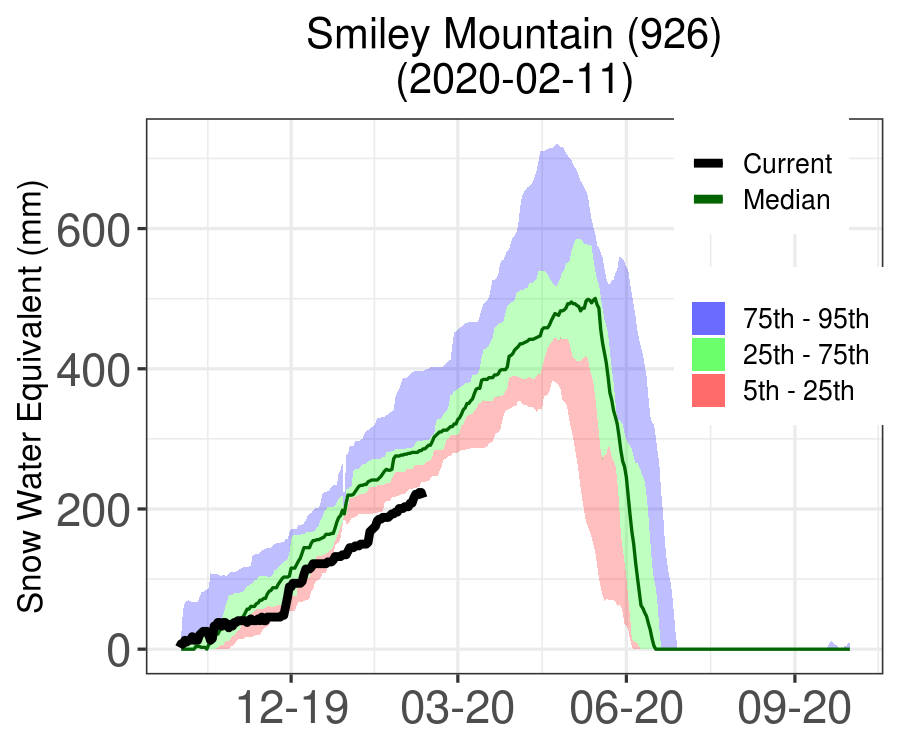 Smiley Mountain (926)
(2020-02-11)
Snow Water Equivalent (mm)
600
400
200
0
12-19
03-20
06-20
09-20
Current
Median
75th - 95th
25th - 75th
5th - 25th